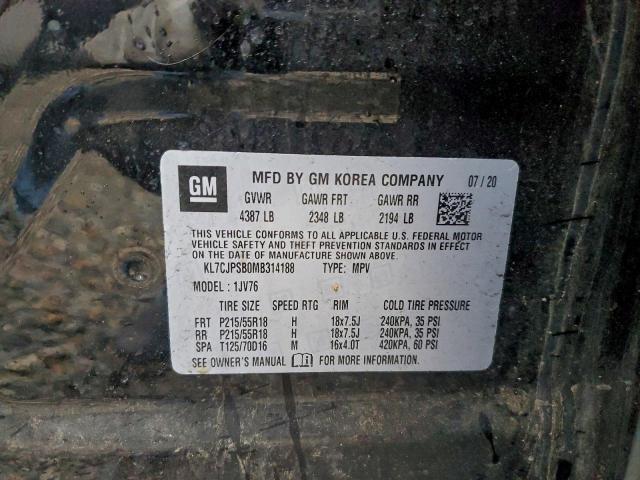 GM
MFD BY GM KOREA COMPANY 07/20
GVWR GAWR FRT GAWR RR
4387 LB 2348 LB 2194 LB
THIS VEHICLE CONFORMS TO ALL APPLICABLE U.S. FEDERAL MOTOR
VEHICLE SAFETY AND THEFT PREVENTION STANDARDS IN EFFECT ON
THE DATE OF MANUFACTURE SHOWN ABOVE.
KL7CJPSB0MB314188 TYPE: MPV
MODEL : 1JV76
TIRE SIZE SPEED RTG RIM COLD TIRE PRESSURE
FRT P215/55R18 H 18x7.5J 240KPA, 35 PSI
RR P215/55R18 H 18x7.5J 240KPA, 35 PSI
SPA T125/70D16 M 16x4.0T 420KPA, 60 PSI
SEE OWNER'S MANUAL FOR MORE INFORMATION.